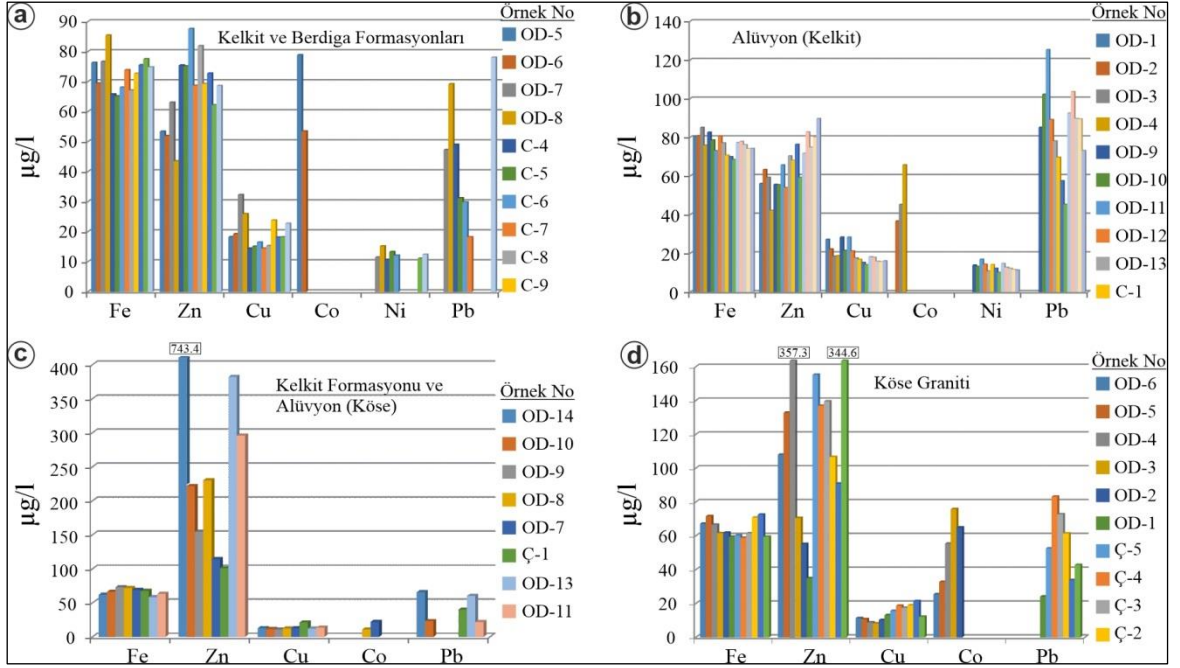 a
Kelkit ve Berdiga Formasyonları
µg/l
90
80
70
60
50
40
30
20
10
0
Fe Zn Cu Co Ni Pb
Örnek No
OD-5
OD-6
OD-7
OD-8
C-4
C-5
C-6
C-7
C-8
C-9
b
Alüvyon (Kelkit)
µg/l
140
120
100
80
60
40
20
0
Fe Zn Cu Co Ni Pb
Örnek No
OD-1
OD-2
OD-3
OD-4
OD-9
OD-10
OD-11
OD-12
OD-13
C-1
c
743.4
Kelkit Formasyonu ve
Alüvyon (Köse)
µg/l
400
350
300
250
200
150
100
50
0
Fe Zn Cu Co Pb
Örnek No
OD-14
OD-10
OD-9
OD-8
OD-7
Ç-1
OD-13
OD-11
d
357.3 344.6
Köse Graniti
µg/l
160
140
120
100
80
60
40
20
0
Fe Zn Cu Co Pb
Örnek No
OD-6
OD-5
OD-4
OD-3
OD-2
OD-1
Ç-5
Ç-4
Ç-3
Ç-2